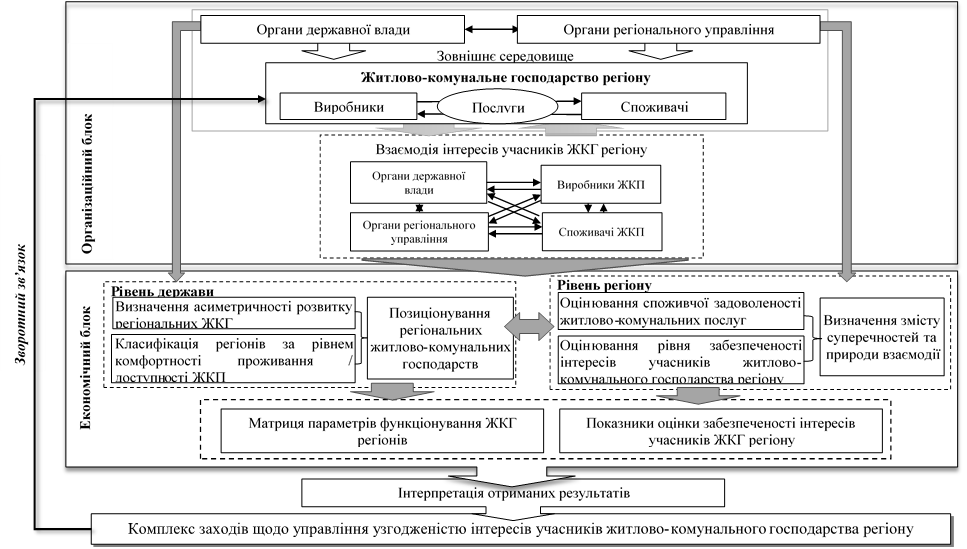 Органи державної влади
Органи регіонального управління
Зовнішнє середовище
Житлово-комунальне господарство регіону
Виробники
Послуги
Споживачі
Організаційний блок
Взаємодія інтересів учасників ЖКГ регіону
Органи державної
влади
Виробники ЖКП
Органи регіонального
управління
Споживачі ЖКП
Зворотний зв’язок
Економічний блок
Рівень держави
Визначення асиметричності розвитку
регіональних ЖКГ
Класифікація регіонів за рівнем
комфортності проживання /
доступності ЖКП
Позиціонування
регіональних
житлово-комунальних
господарств
Рівень регіону
Оцінювання споживчої задоволеності
житлово-комунальних послуг
Оцінювання рівня забезпеченості
інтересів учасників житлово-
комунального господарства регіону
Визначення змісту
суперечностей та
природи взаємодії
Матриця параметрів функціонування ЖКГ
регіонів
Показники оцінки забезпеченості інтересів
учасників ЖКГ регіону
Інтерпретація отриманих результатів
Комплекс заходів щодо управління узгодженістю інтересів учасників житлово-комунального господарства регіону